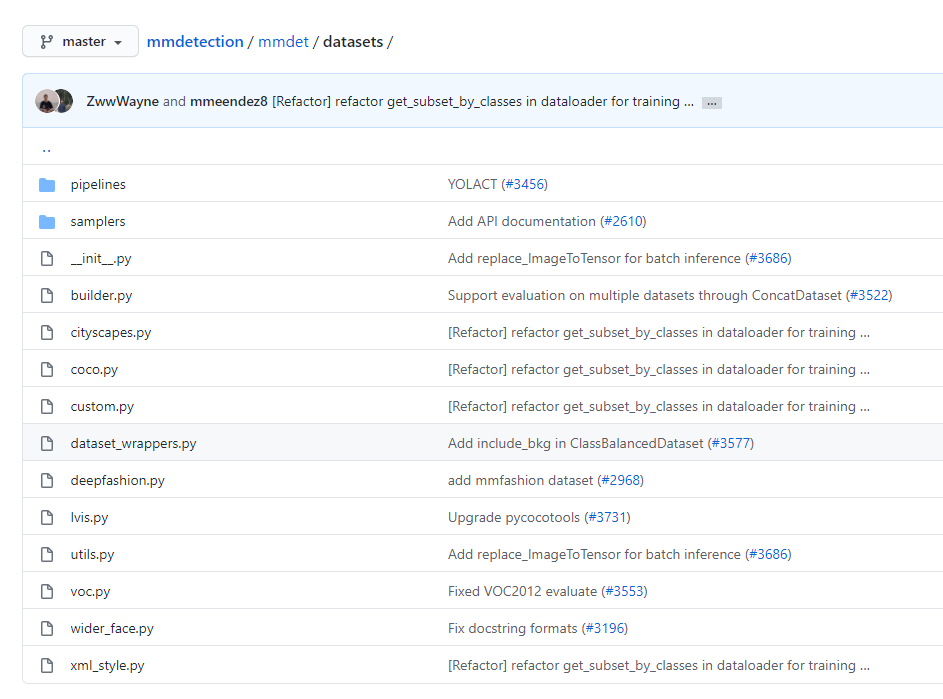 master mmdetection / mmdet / datasets /
ZwwWayne and mmeendez8 [Refactor] refactor get_subset_by_classes in dataloader for training ... ...
..
pipelines YOLACT (#3456)
samplers Add API documentation (#2610)
__init__.py Add replace_ImageToTensor for batch inference (#3686)
builder.py Support evaluation on multiple datasets through ConcatDataset (#3522)
cityscapes.py [Refactor] refactor get_subset_by_classes in dataloader for training ...
coco.py [Refactor] refactor get_subset_by_classes in dataloader for training ...
custom.py [Refactor] refactor get_subset_by_classes in dataloader for training ...
dataset_wrappers.py Add include_bkg in ClassBalancedDataset (#3577)
deepfashion.py add mmfashion dataset (#2968)
lvis.py Upgrade pycocotools (#3731)
utils.py Add replace_ImageToTensor for batch inference (#3686)
voc.py Fixed VOC2012 evaluate (#3553)
wider_face.py Fix docstring formats (#3196)
xml_style.py [Refactor] refactor get_subset_by_classes in dataloader for training ...